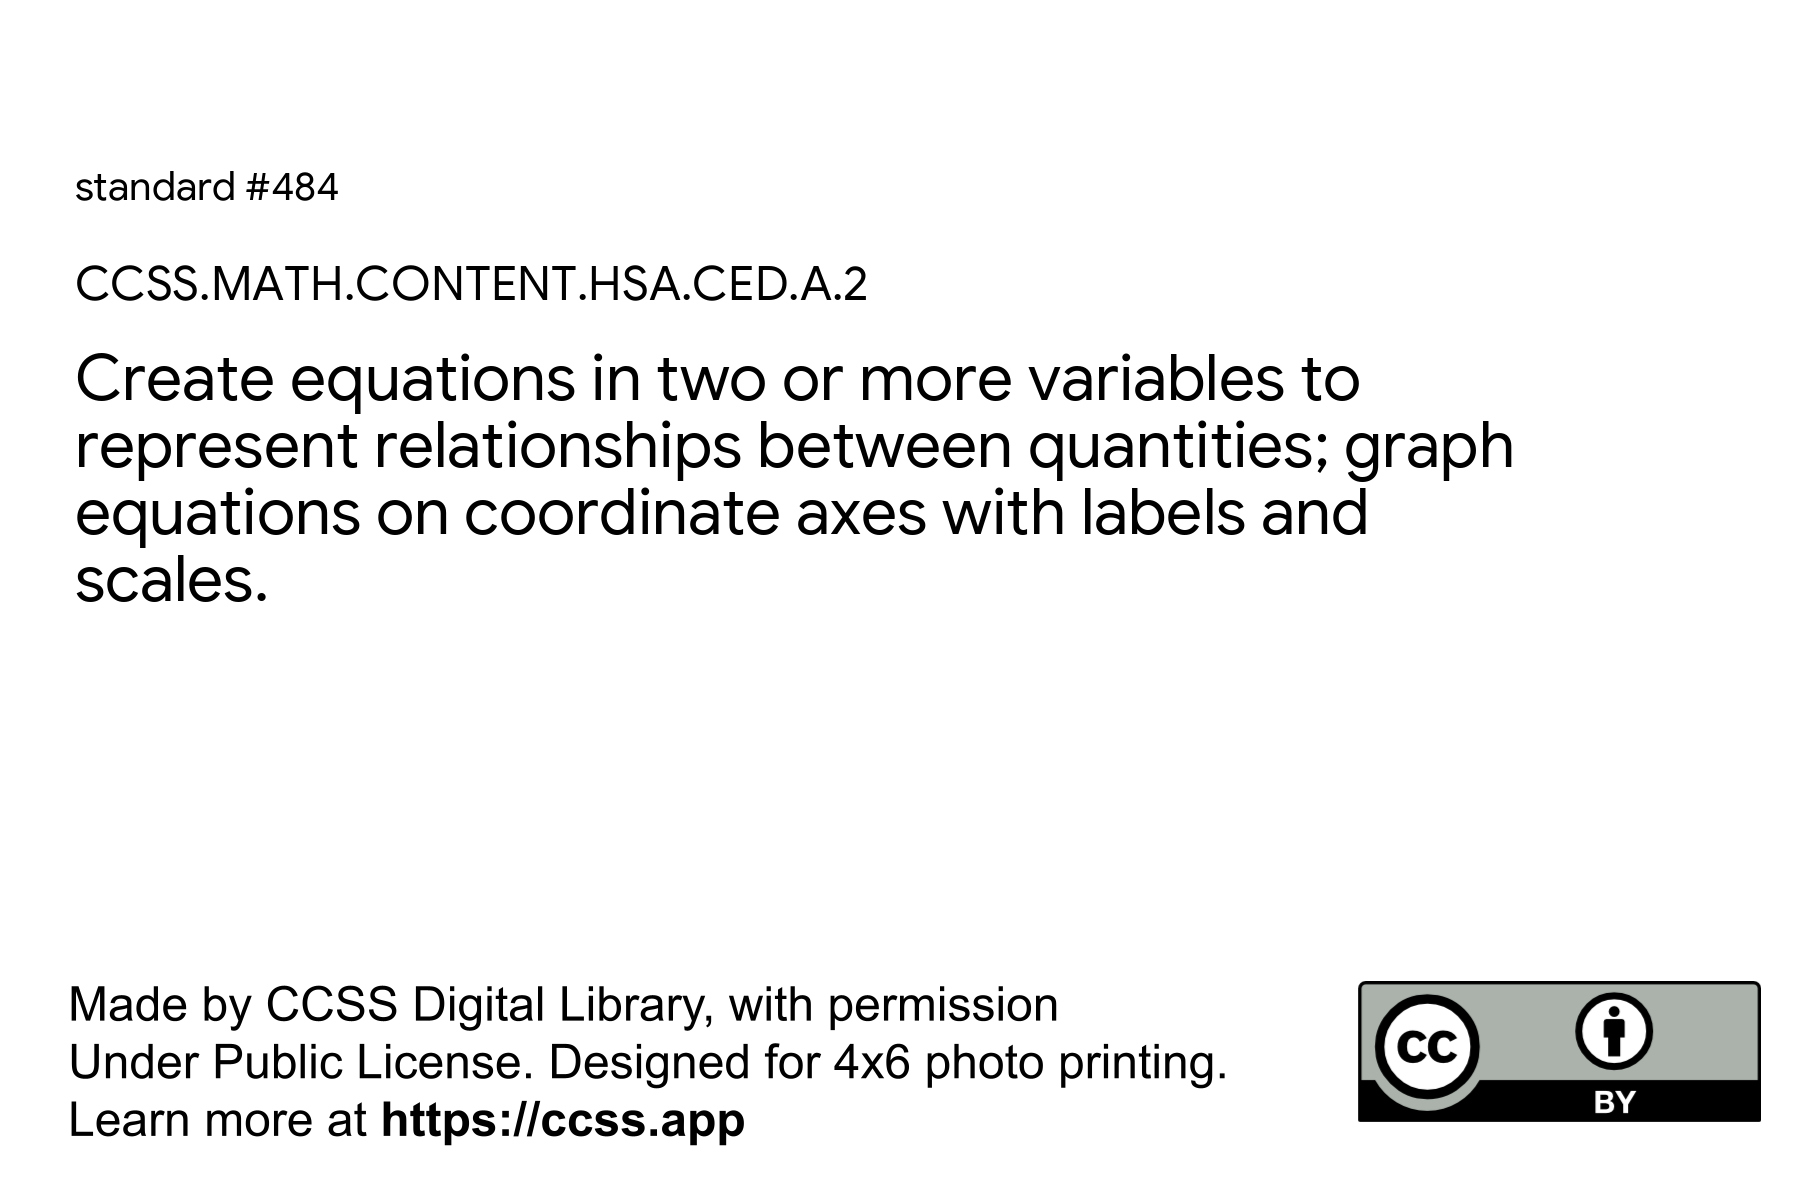 standard #484
CCSS.MATH.CONTENT.HSA.CED.A.2
Create equations in two or more variables to
represent relationships between quantities; graph
equations on coordinate axes with labels and
scales.
Made by CCSS Digital Library, with permission
Under Public License. Designed for 4x6 photo printing.
Learn more at https://ccss.app
CC
BY